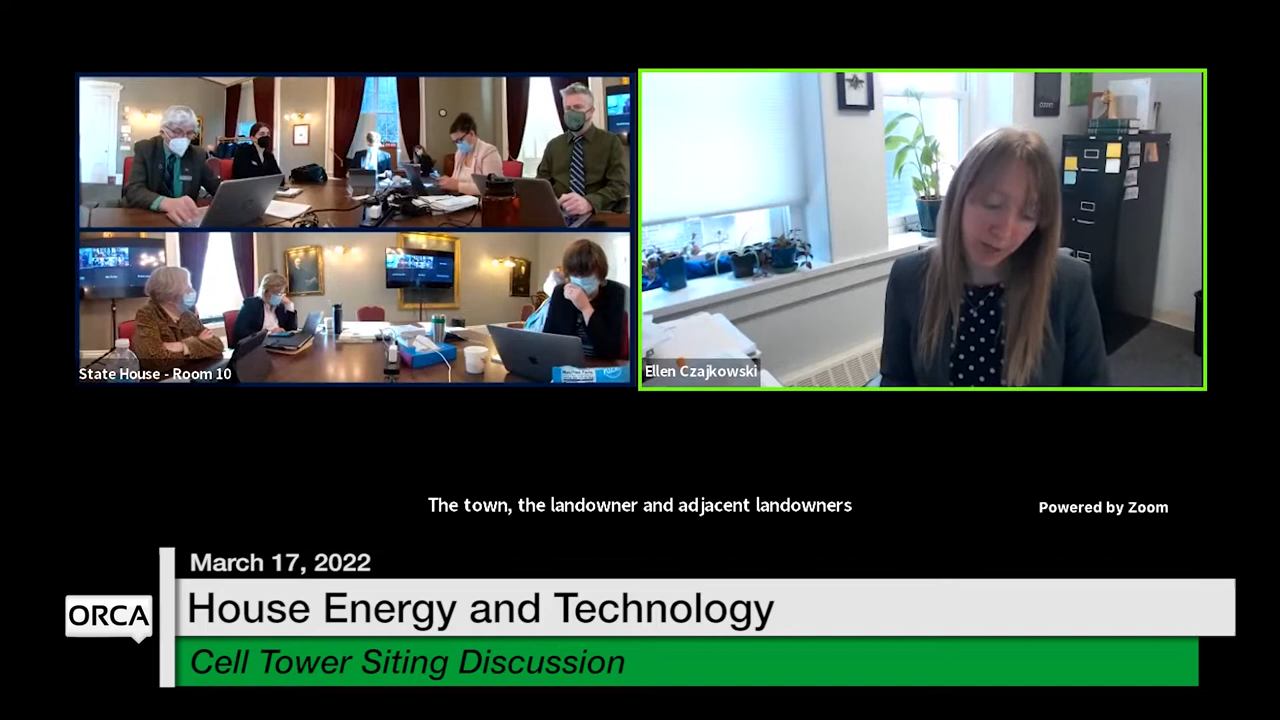 State House - Room 10
Ellen Czajkowski
The town, the landowner and adjacent landowners
Powered by Zoom
March 17, 2022
ORCA
House Energy and Technology
Cell Tower Siting Discussion